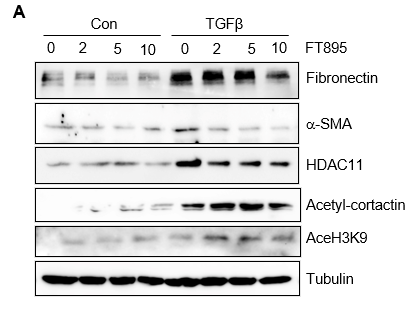 A
Con TGFβ
0 2 5 10 0 2 5 10 FT895
Fibronectin
α-SMA
HDAC11
Acetyl-cortactin
AceH3K9
Tubulin